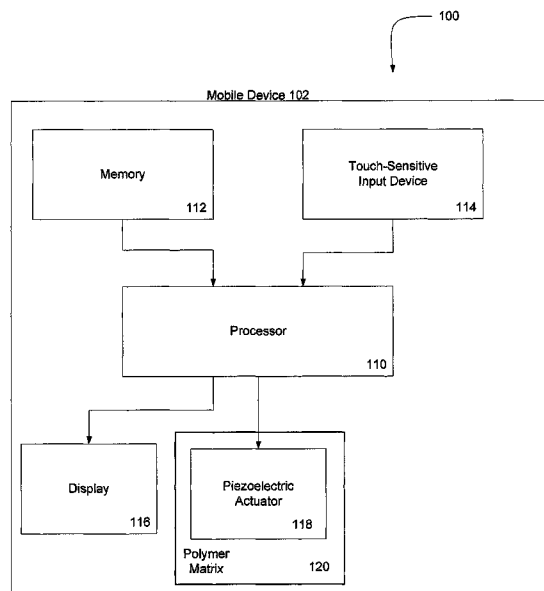 100
Mobile Device 102
Memory
112
Touch-Sensitive
Input Device
114
Processor
110
Display
116
Piezoelectric
Actuator
118
Polymer
Matrix
120